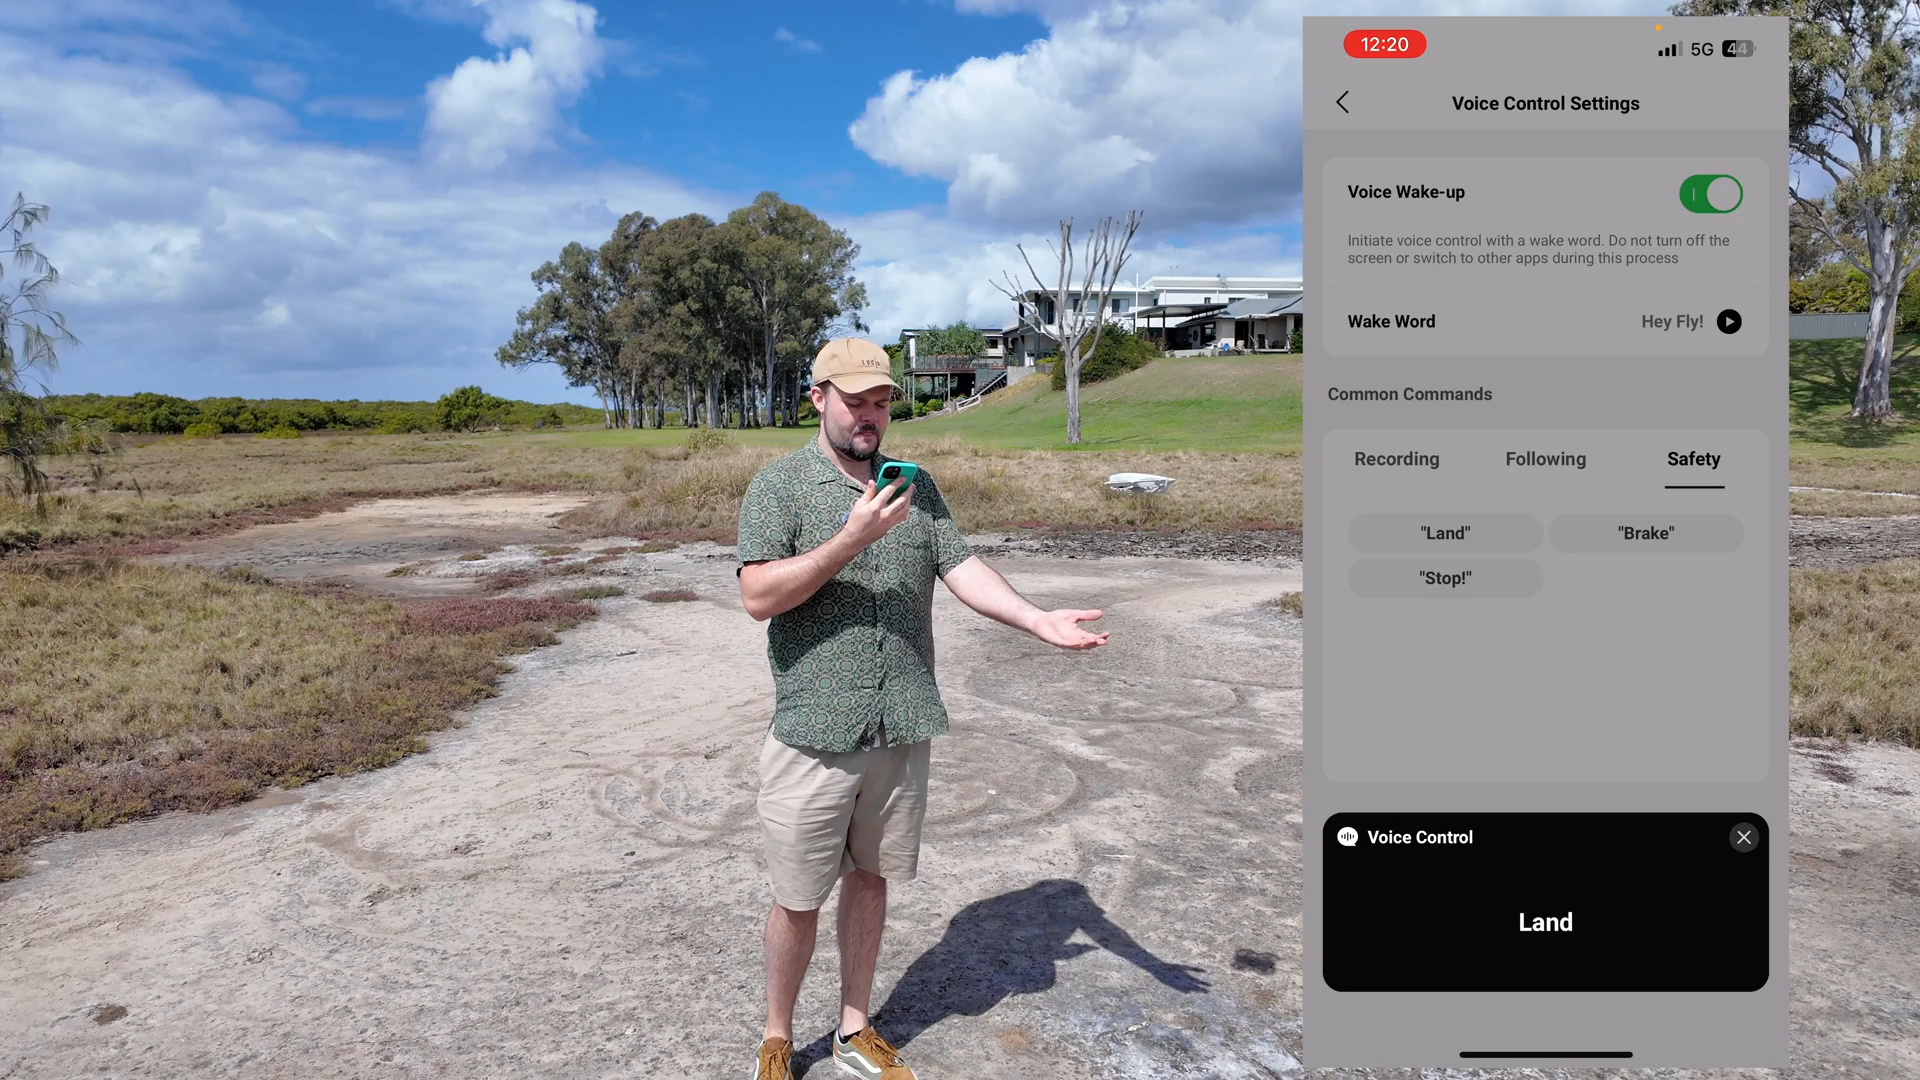 12:20
5G 44
Voice Control Settings
Voice Wake-up
Initiate voice control with a wake word. Do not turn off the
screen or switch to other apps during this process
Wake Word Hey Fly!
Common Commands
Recording Following Safety
"Land" "Brake"
"Stop!"
Voice Control
Land